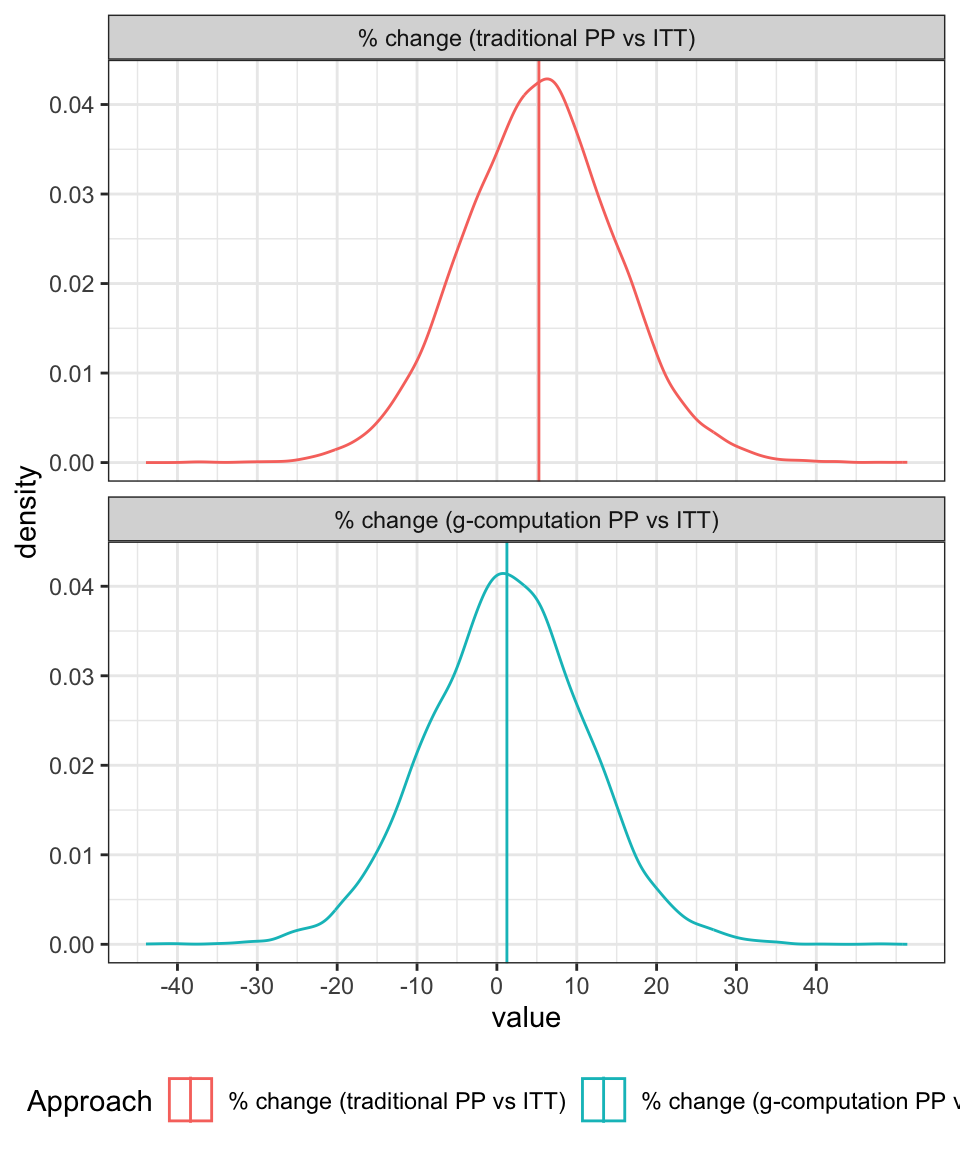 % change (traditional PP vs ITT)
0.04
0.03
0.02
0.01
0.00
density
% change (g-computation PP vs ITT)
0.04
0.03
0.02
0.01
0.00
-40 -30 -20 -10 0 10 20 30 40
value
Approach % change (traditional PP vs ITT) % change (g-computation PP v